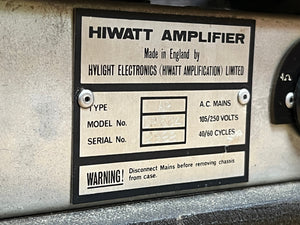 HIWATT AMPLIFIER
Made in England by
HYLIGHT ELECTRONICS (HIWATT AMPLIFICATION) LIMITED
TYPE A.C. MAINS
MODEL No. 105/250 VOLTS
SERIAL No. 40/60 CYCLES
WARNING! Disconnect Mains before removing chassis
from case.
4Ω